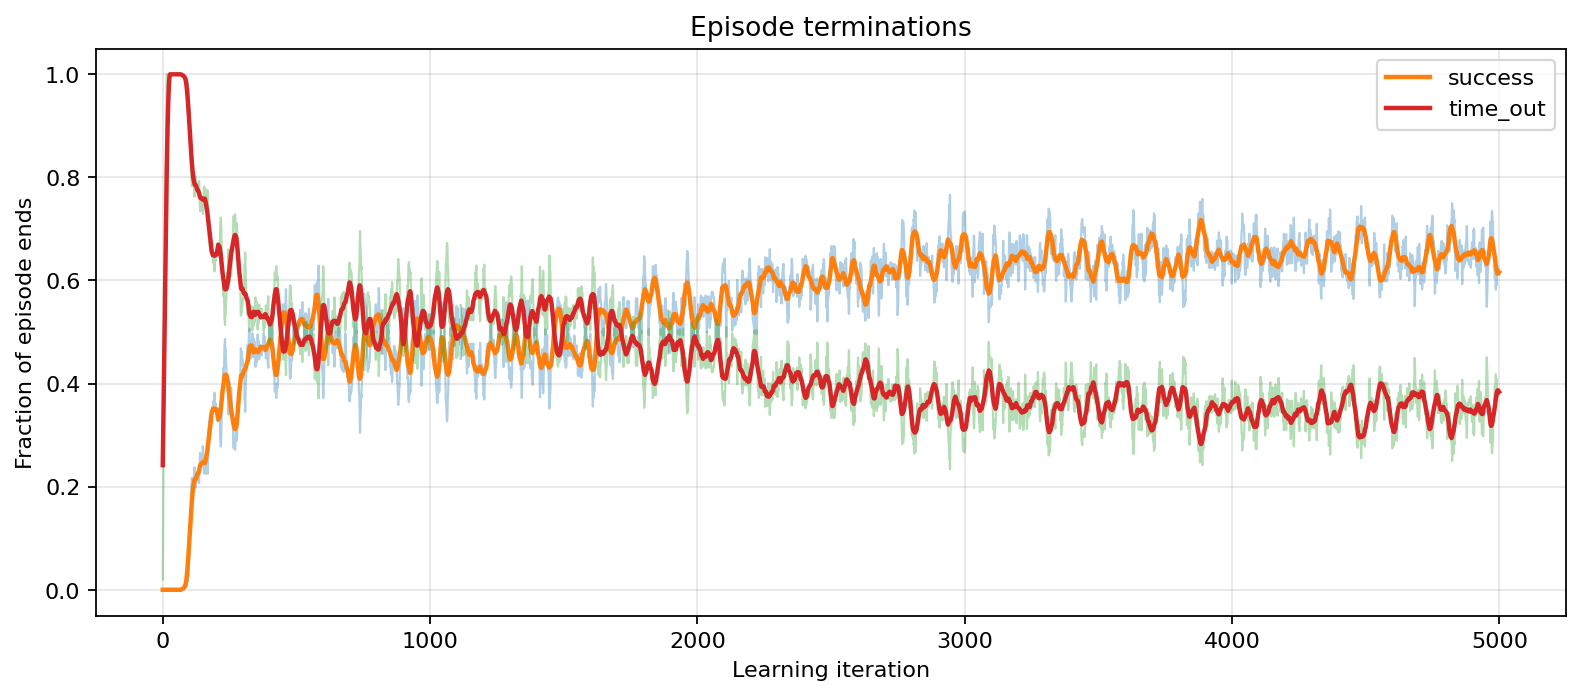 Episode terminations
success
time_out
1.0
0.8
0.6
0.4
0.2
0.0
Fraction of episode ends
0
1000
2000
3000
4000
5000
Learning iteration